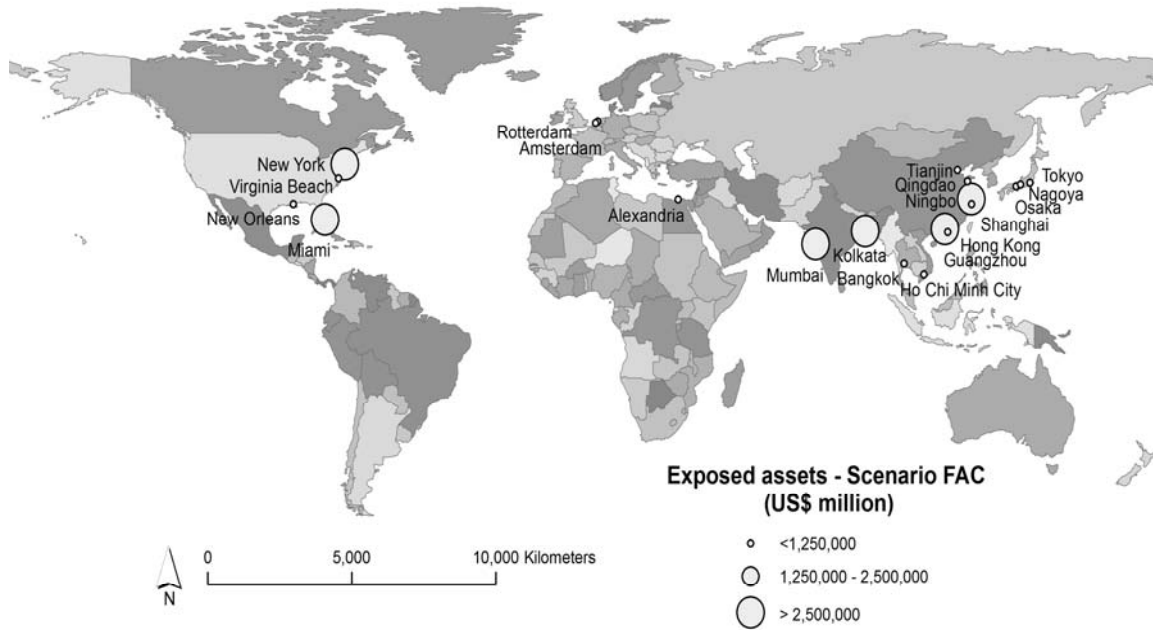 Rotterdam
Amsterdam
New York
Virginia Beach
New Orleans
Miami
Alexandria
Tianjin
Qingdao
Ningbo
Tokyo
Nagoya
Osaka
Shanghai
Hong Kong
Guangzhou
Kolkata
Mumbai
Bangkok
Ho Chi Minh City
Exposed assets - Scenario FAC
(US$ million)
<1,250,000
1,250,000 - 2,500,000
> 2,500,000
0 5,000 10,000 Kilometers
N